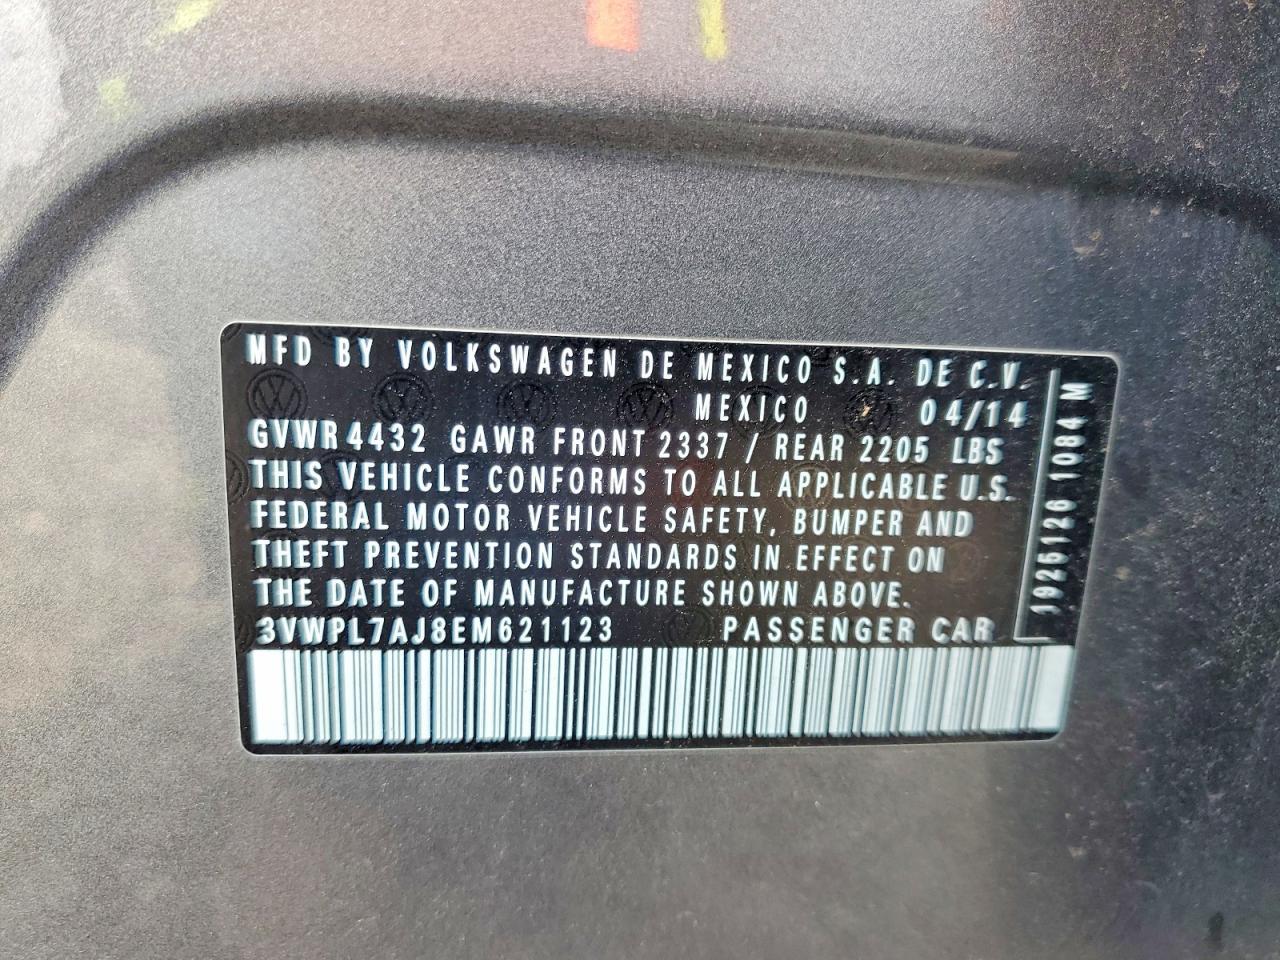 MFD BY VOLKSWAGEN DE MEXICO S.A. DE C.V.
MEXICO 04/14
GVWR 4432 GAWR FRONT 2337 / REAR 2205 LBS
THIS VEHICLE CONFORMS TO ALL APPLICABLE U.S.
FEDERAL MOTOR VEHICLE SAFETY, BUMPER AND
THEFT PREVENTION STANDARDS IN EFFECT ON
THE DATE OF MANUFACTURE SHOWN ABOVE.
3VWPL7AJ8EM621123 PASSENGER CAR
1925126 1084 M